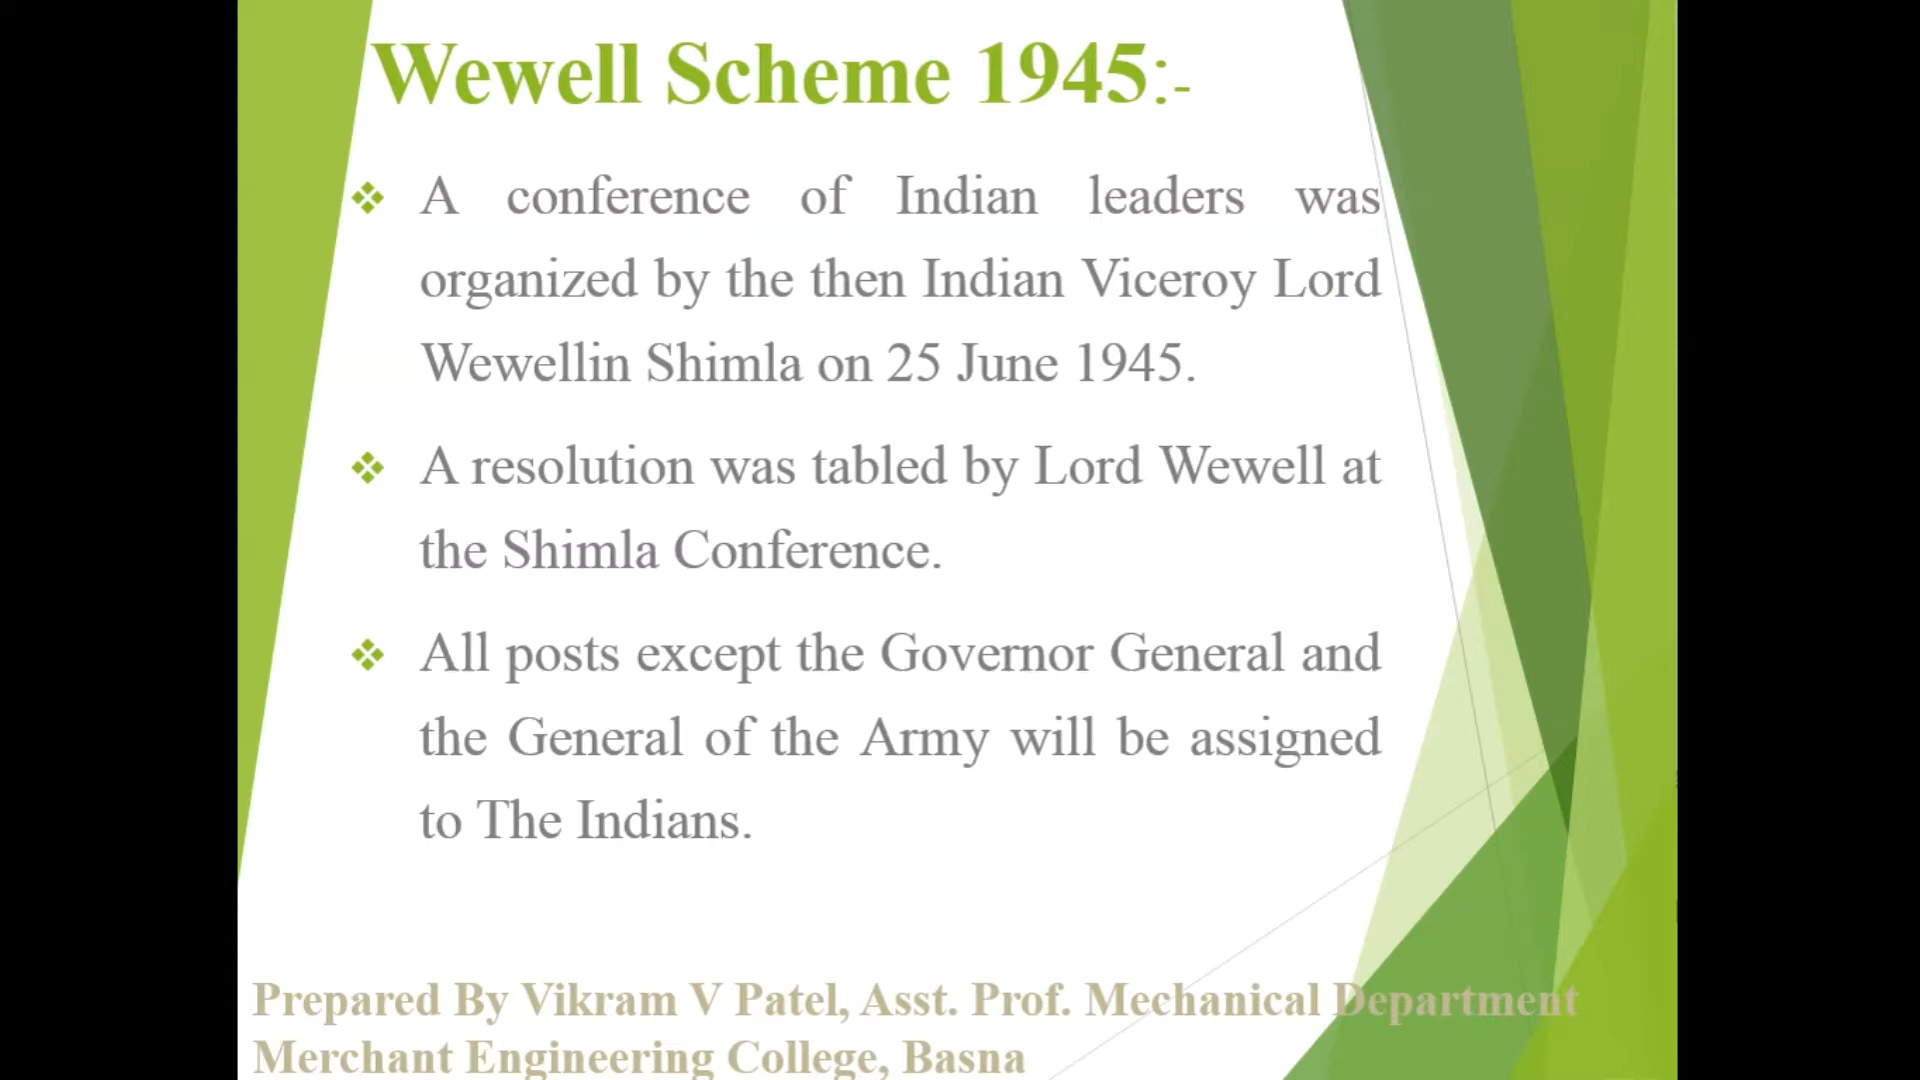 Wewell Scheme 1945:-
A conference of Indian leaders was
organized by the then Indian Viceroy Lord
Wewellin Shimla on 25 June 1945.
A resolution was tabled by Lord Wewell at
the Shimla Conference.
All posts except the Governor General and
the General of the Army will be assigned
to The Indians.
Prepared By Vikram V Patel, Asst. Prof. Mechanical Department
Merchant Engineering College, Basna